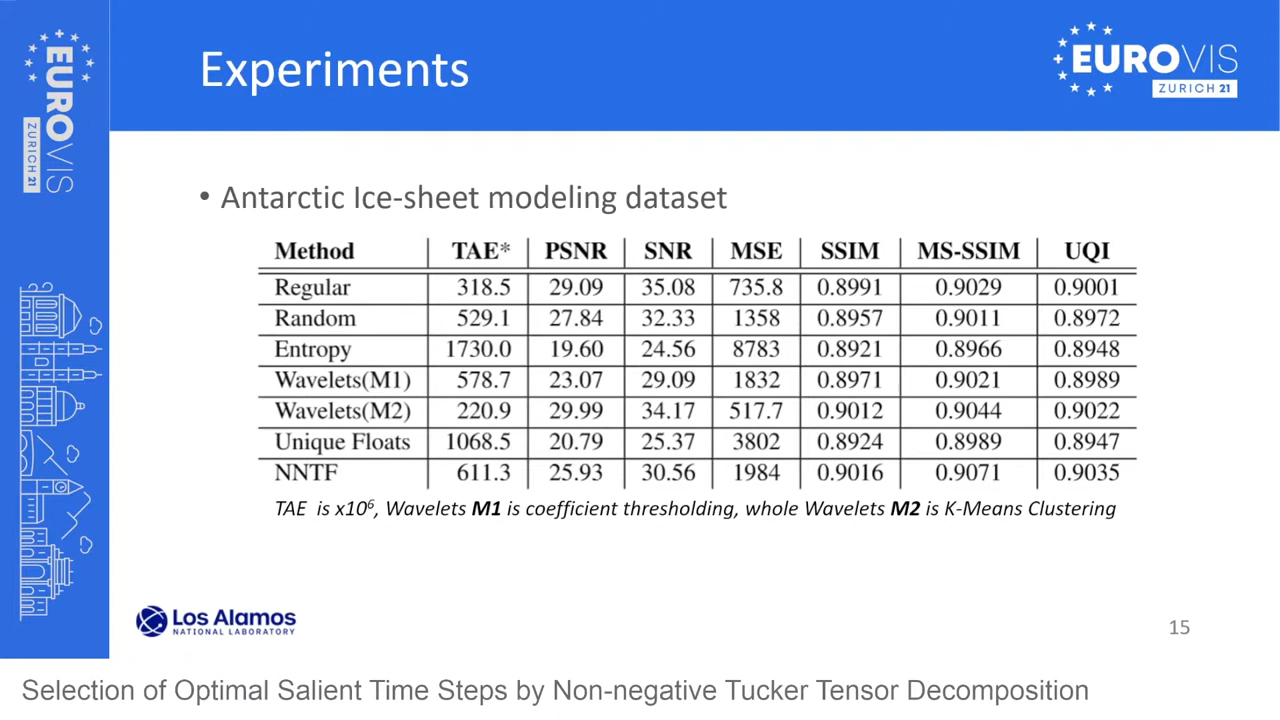 EUROVIS
ZURICH 21
Experiments
EUROVIS
ZURICH 21
• Antarctic Ice-sheet modeling dataset
Method TAE* PSNR SNR MSE SSIM MS-SSIM UQI
Regular 318.5 29.09 35.08 735.8 0.8991 0.9029 0.9001
Random 529.1 27.84 32.33 1358 0.8957 0.9011 0.8972
Entropy 1730.0 19.60 24.56 8783 0.8921 0.8966 0.8948
Wavelets(M1) 578.7 23.07 29.09 1832 0.8971 0.9021 0.8989
Wavelets(M2) 220.9 29.99 34.17 517.7 0.9012 0.9044 0.9022
Unique Floats 1068.5 20.79 25.37 3802 0.8924 0.8989 0.8947
NNTF 611.3 25.93 30.56 1984 0.9016 0.9071 0.9035
TAE is x10⁶, Wavelets M1 is coefficient thresholding, whole Wavelets M2 is K-Means Clustering
Los Alamos
NATIONAL LABORATORY
15
Selection of Optimal Salient Time Steps by Non-negative Tucker Tensor Decomposition